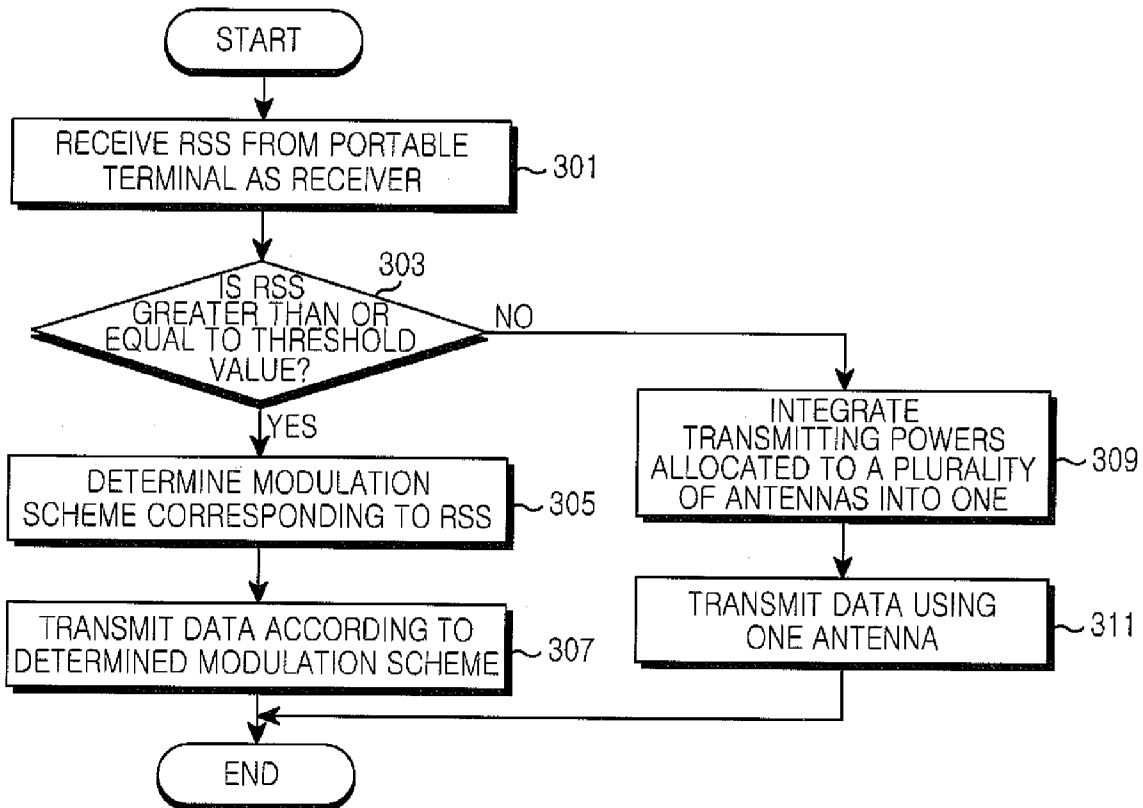 START
RECEIVE RSS FROM PORTABLE
TERMINAL AS RECEIVER
301
303
IS RSS
GREATER THAN OR
EQUAL TO THRESHOLD
VALUE?
NO
YES
DETERMINE MODULATION
SCHEME CORRESPONDING TO RSS
305
INTEGRATE
TRANSMITTING POWERS
ALLOCATED TO A PLURALITY
OF ANTENNAS INTO ONE
309
TRANSMIT DATA ACCORDING TO
DETERMINED MODULATION SCHEME
307
TRANSMIT DATA USING
ONE ANTENNA
311
END